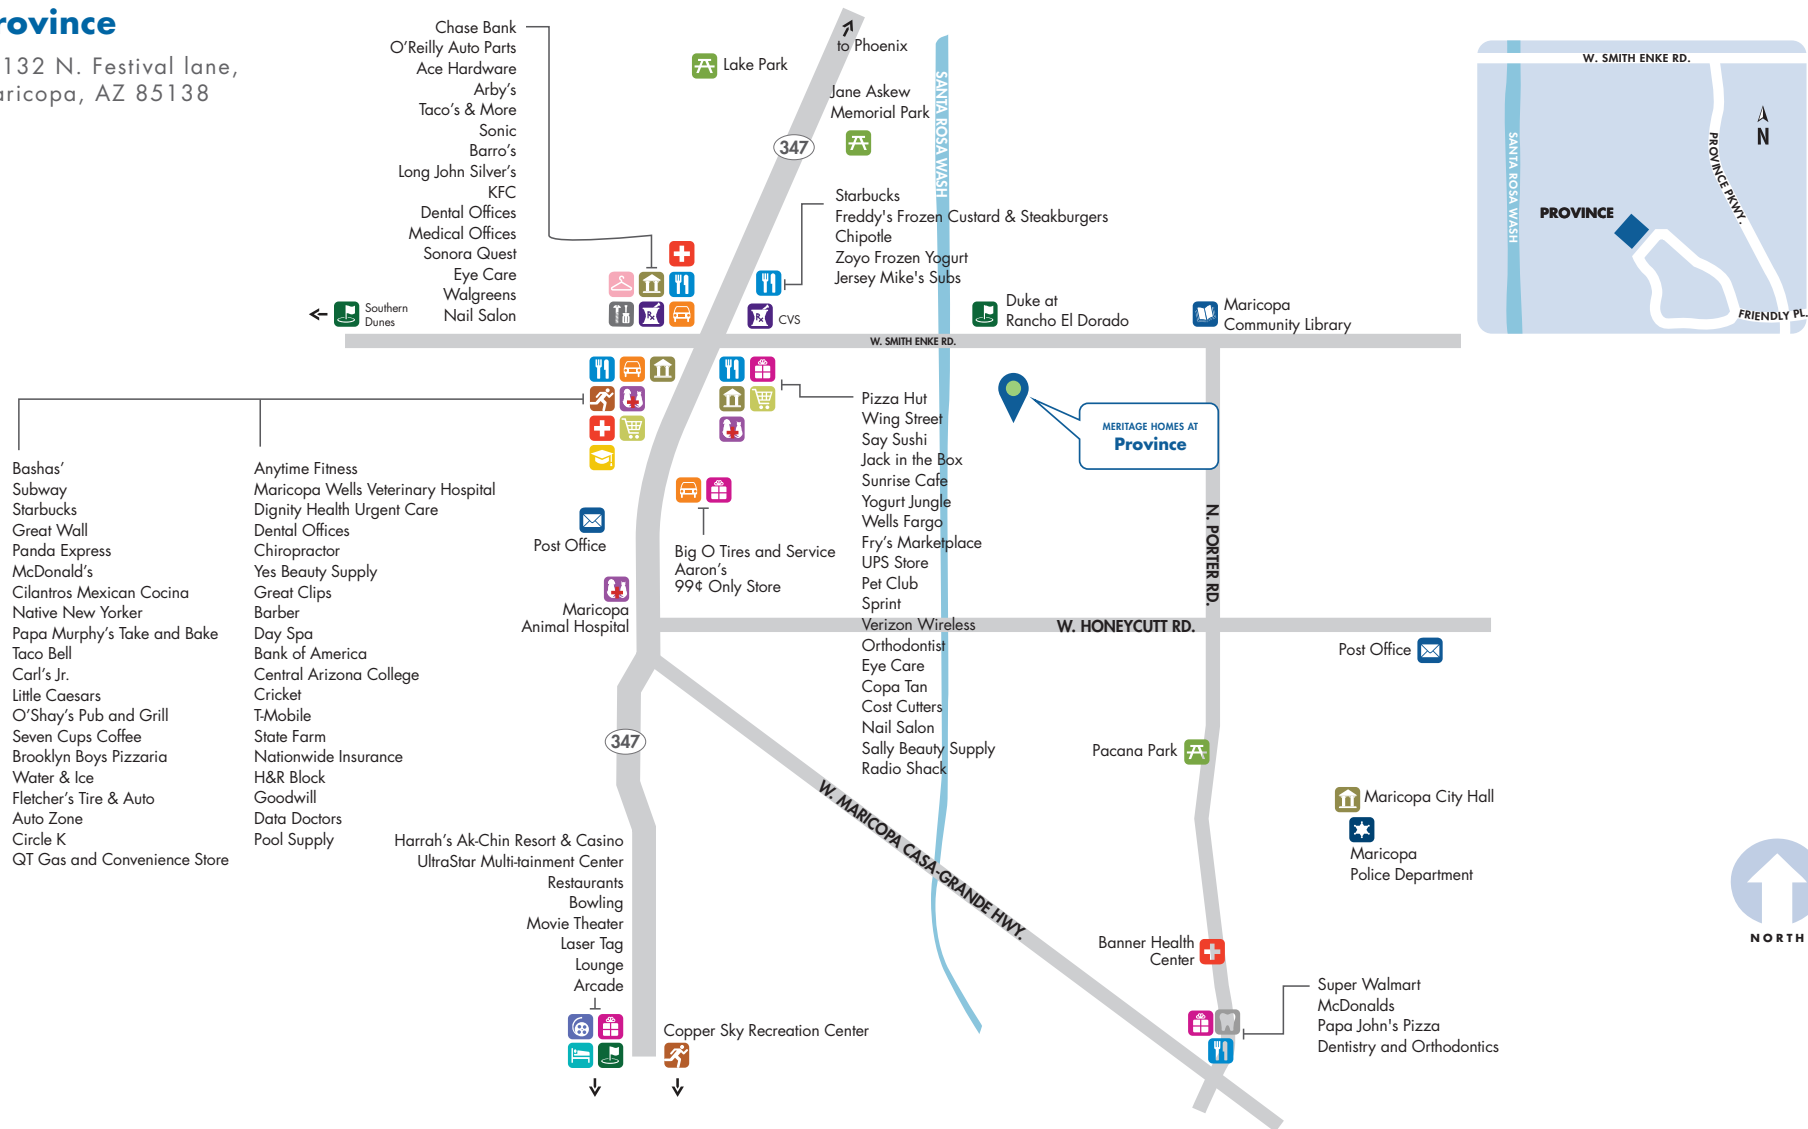 rovince
132 N. Festival lane,
aricopa, AZ 85138
Chase Bank
O'Reilly Auto Parts
Ace Hardware
Arby's
Taco's & More
Sonic
Barro's
Long John Silver's
KFC
Dental Offices
Medical Offices
Sonora Quest
Eye Care
Walgreens
Nail Salon
Southern
Dunes
to Phoenix
Lake Park
Jane Askew
Memorial Park
347
SANTA ROSA WASH
Starbucks
Freddy's Frozen Custard & Steakburgers
Chipotle
Zoyo Frozen Yogurt
Jersey Mike's Subs
CVS
Duke at
Rancho El Dorado
Maricopa
Community Library
W. SMITH ENKE RD.
W. SMITH ENKE RD.
SANTA ROSA WASH
PROVINCE PKWY.
N
PROVINCE
FRIENDLY PL.
MERITAGE HOMES AT
Province
Bashas'
Subway
Starbucks
Great Wall
Panda Express
McDonald's
Cilantros Mexican Cocina
Native New Yorker
Papa Murphy's Take and Bake
Taco Bell
Carl's Jr.
Little Caesars
O'Shay's Pub and Grill
Seven Cups Coffee
Brooklyn Boys Pizzaria
Water & Ice
Fletcher's Tire & Auto
Auto Zone
Circle K
QT Gas and Convenience Store
Anytime Fitness
Maricopa Wells Veterinary Hospital
Dignity Health Urgent Care
Dental Offices
Chiropractor
Yes Beauty Supply
Great Clips
Barber
Day Spa
Bank of America
Central Arizona College
Cricket
T-Mobile
State Farm
Nationwide Insurance
H&R Block
Goodwill
Data Doctors
Pool Supply
Post Office
Maricopa
Animal Hospital
Big O Tires and Service
Aaron's
99¢ Only Store
Pizza Hut
Wing Street
Say Sushi
Jack in the Box
Sunrise Cafe
Yogurt Jungle
Wells Fargo
Fry's Marketplace
UPS Store
Pet Club
Sprint
Verizon Wireless
Orthodontist
Eye Care
Copa Tan
Cost Cutters
Nail Salon
Sally Beauty Supply
Radio Shack
N. PORTER RD.
W. HONEYCUTT RD.
Post Office
347
W. MARICOPA CASA-GRANDE HWY.
Pacana Park
Maricopa City Hall
Maricopa
Police Department
NORTH
Harrah's Ak-Chin Resort & Casino
UltraStar Multi-tainment Center
Restaurants
Bowling
Movie Theater
Laser Tag
Lounge
Arcade
Copper Sky Recreation Center
Banner Health
Center
Super Walmart
McDonalds
Papa John's Pizza
Dentistry and Orthodontics